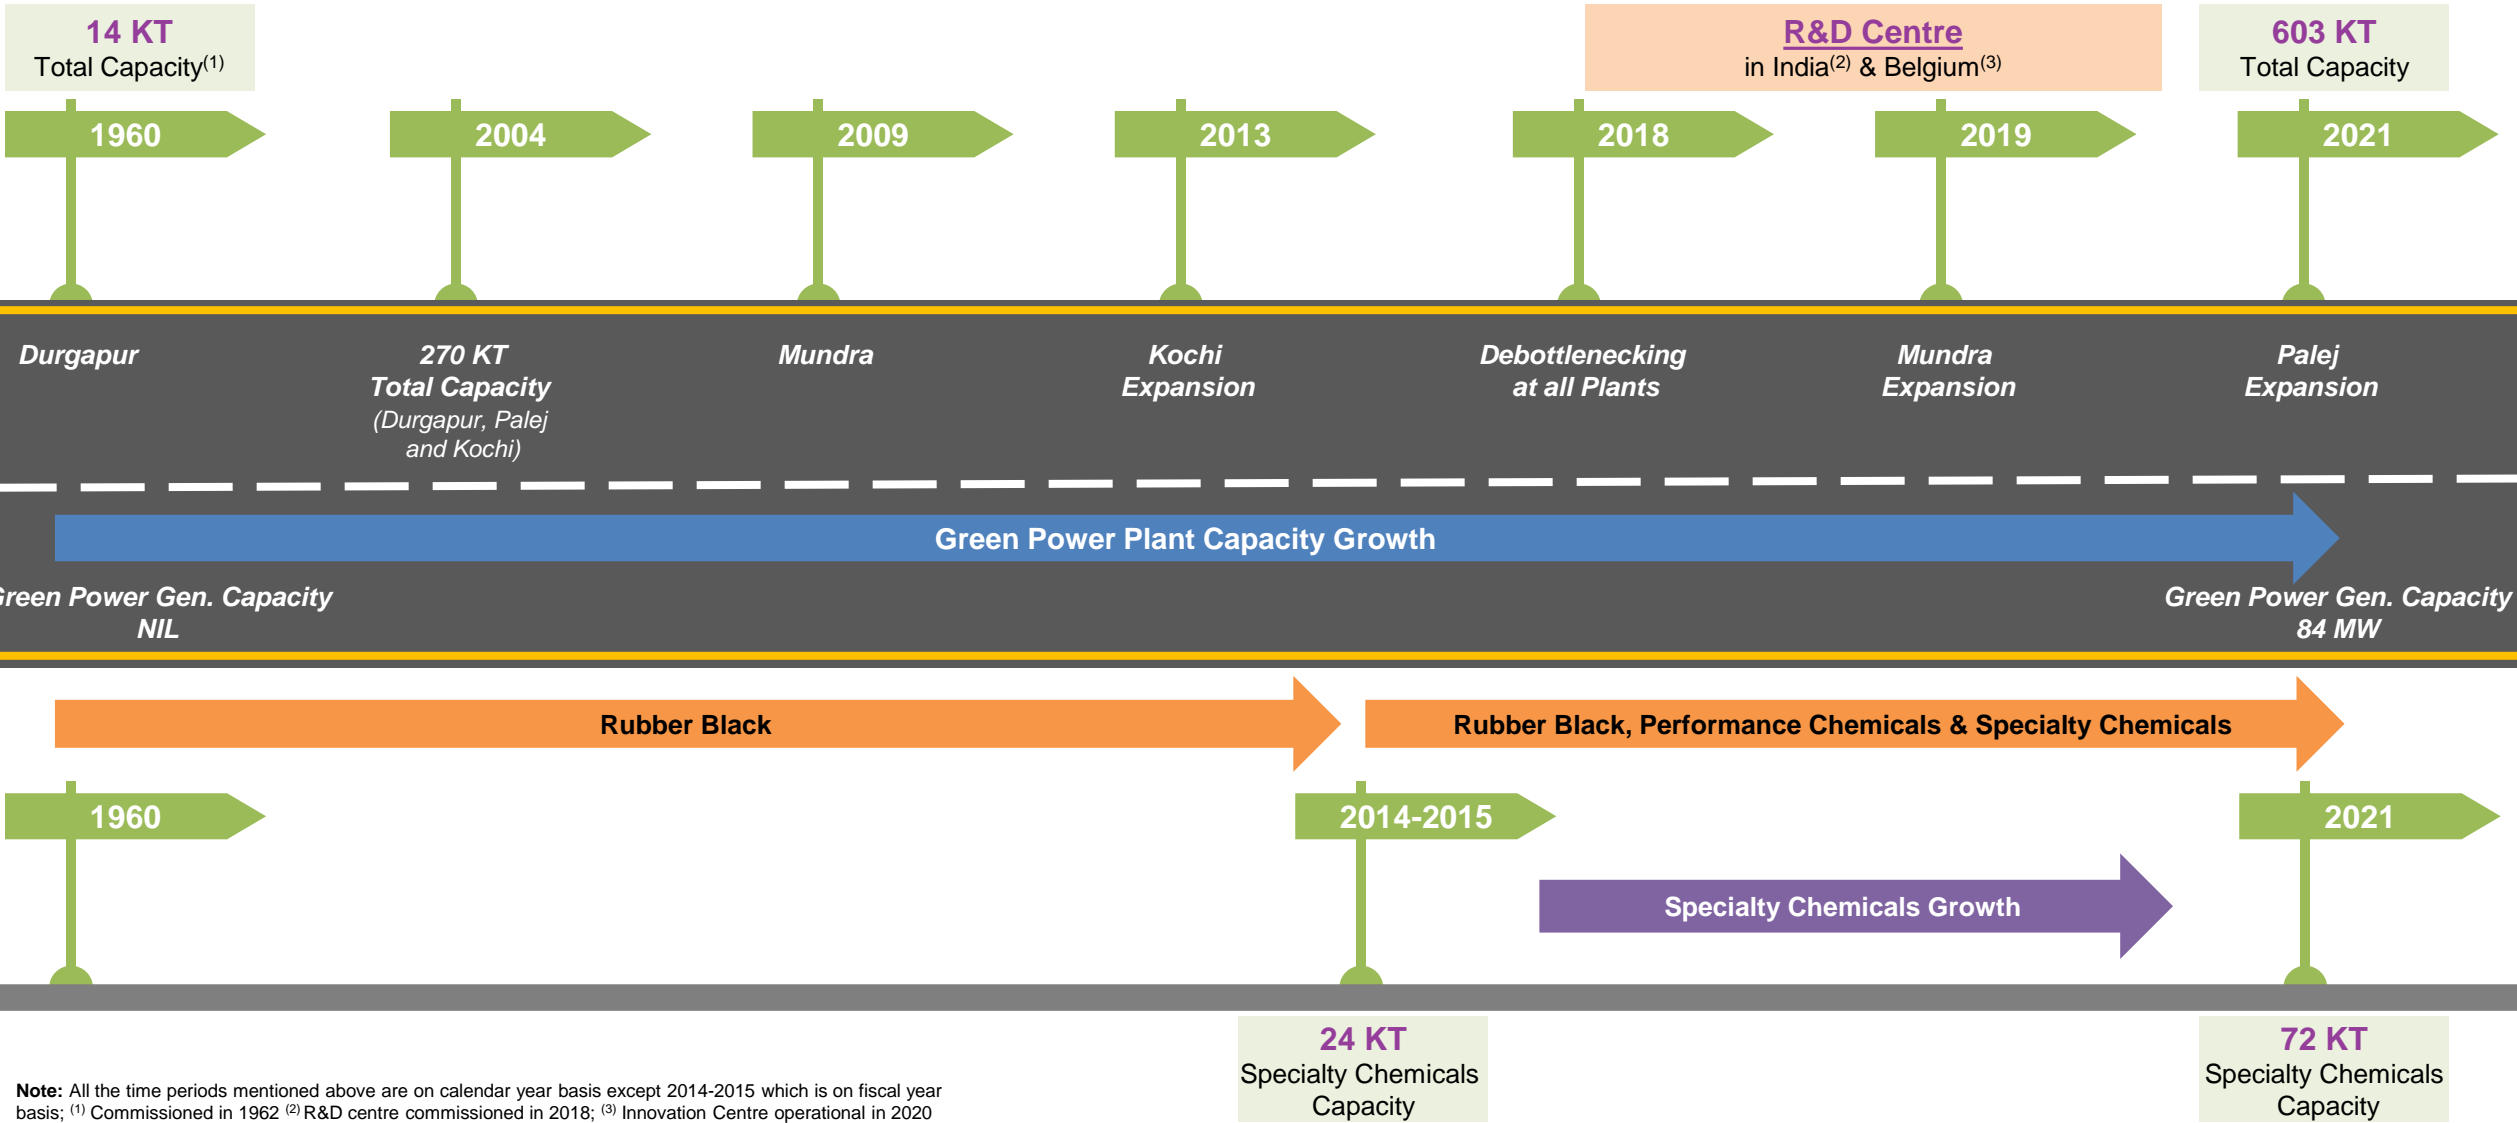 14 KT
Total Capacity(1)
R&D Centre
in India(2) & Belgium(3)
603 KT
Total Capacity
1960
2004
2009
2013
2018
2019
2021
Durgapur
270 KT
Total Capacity
(Durgapur, Palej
and Kochi)
Mundra
Kochi
Expansion
Debottlenecking
at all Plants
Mundra
Expansion
Palej
Expansion
Green Power Plant Capacity Growth
Green Power Gen. Capacity
NIL
Green Power Gen. Capacity
84 MW
Rubber Black
Rubber Black, Performance Chemicals & Specialty Chemicals
1960
2014-2015
2021
Specialty Chemicals Growth
24 KT
Specialty Chemicals
Capacity
72 KT
Specialty Chemicals
Capacity
Note: All the time periods mentioned above are on calendar year basis except 2014-2015 which is on fiscal year
basis; (1) Commissioned in 1962 (2) R&D centre commissioned in 2018; (3) Innovation Centre operational in 2020